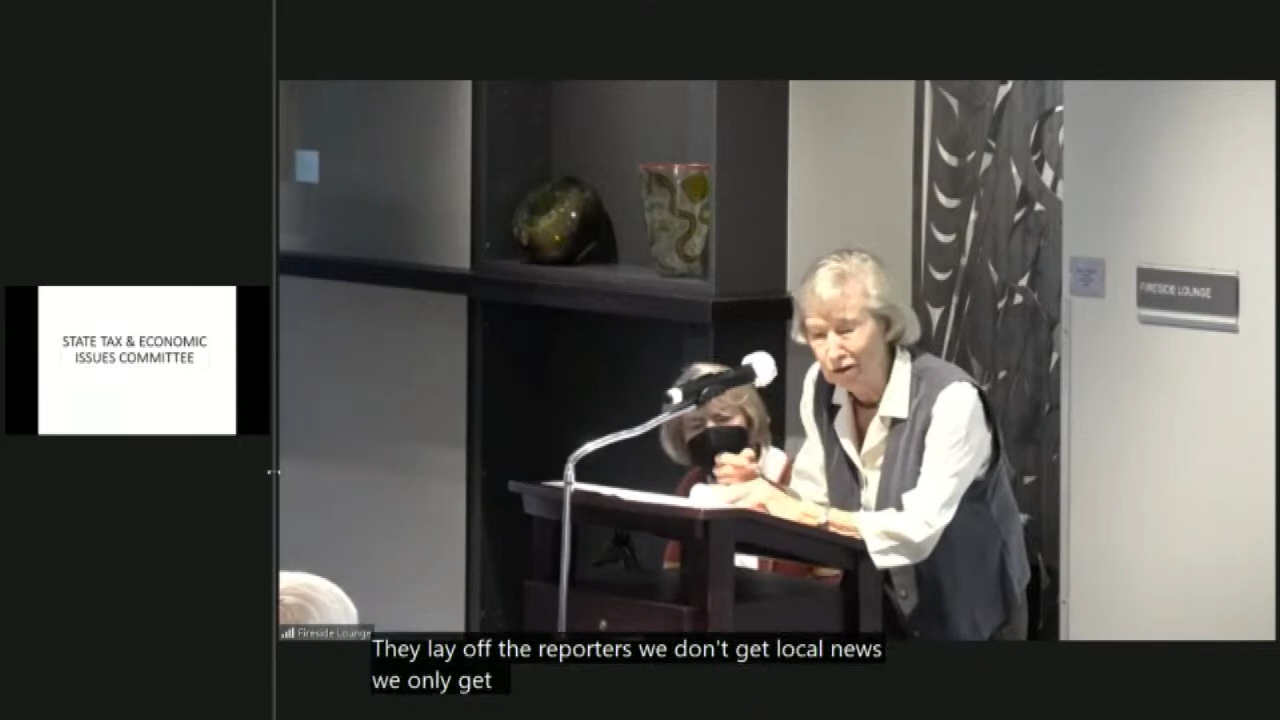 STATE TAX & ECONOMIC
ISSUES COMMITTEE
FIRESIDE LOUNGE
Fireside Lounge
They lay off the reporters we don't get local news
we only get